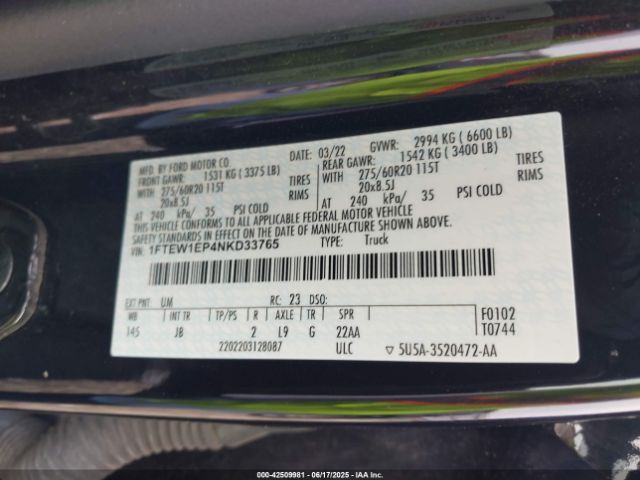 MFD. BY FORD MOTOR CO.
DATE: 03/22 GVWR: 2994 KG ( 6600 LB)
FRONT GAWR: 1531 KG ( 3375 LB) REAR GAWR: 1542 KG ( 3400 LB)
WITH 275/60R20 115T TIRES WITH 275/60R20 115T TIRES
20x8.5J RIMS 20x8.5J RIMS
AT 240 kPa/ 35 PSI COLD AT 240 kPa/ 35 PSI COLD
THIS VEHICLE CONFORMS TO ALL APPLICABLE FEDERAL MOTOR VEHICLE
SAFETY STANDARDS IN EFFECT ON THE DATE OF MANUFACTURE SHOWN ABOVE.
VIN: 1FTEW1EP4NKD33765 TYPE: Truck
EXT PNT: UM RC: 23 DSO:
WB INT TR TP/PS R AXLE TR SPR F0102
145 JB 2 L9 G 22AA T0744
2202203128087 ULC ▽ 5U5A-3520472-AA
000-42509981 - 06/17/2025 - IAA Inc.